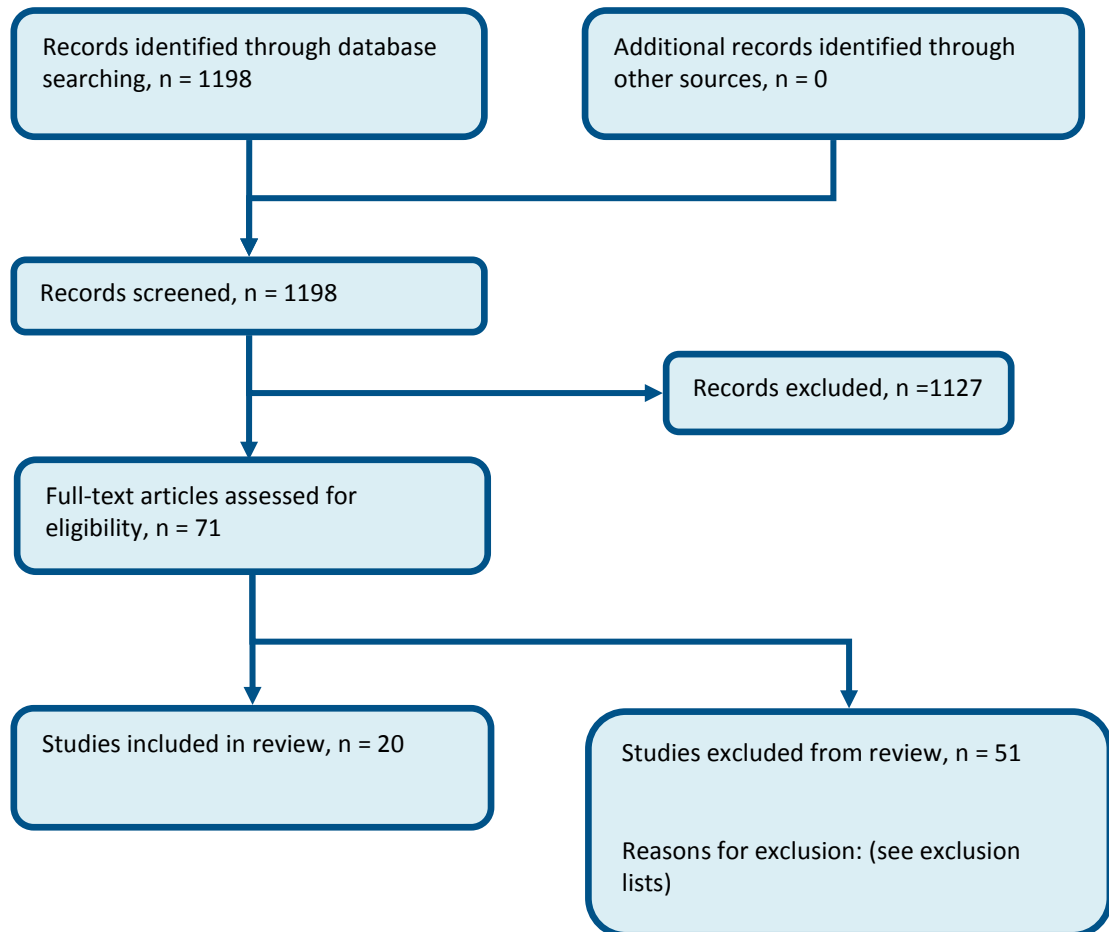 Records identified through database
searching, n = 1198
Additional records identified through
other sources, n = 0
Records screened, n = 1198
Records excluded, n =1127
Full-text articles assessed for
eligibility, n = 71
Studies included in review, n = 20
Studies excluded from review, n = 51
Reasons for exclusion: (see exclusion
lists)